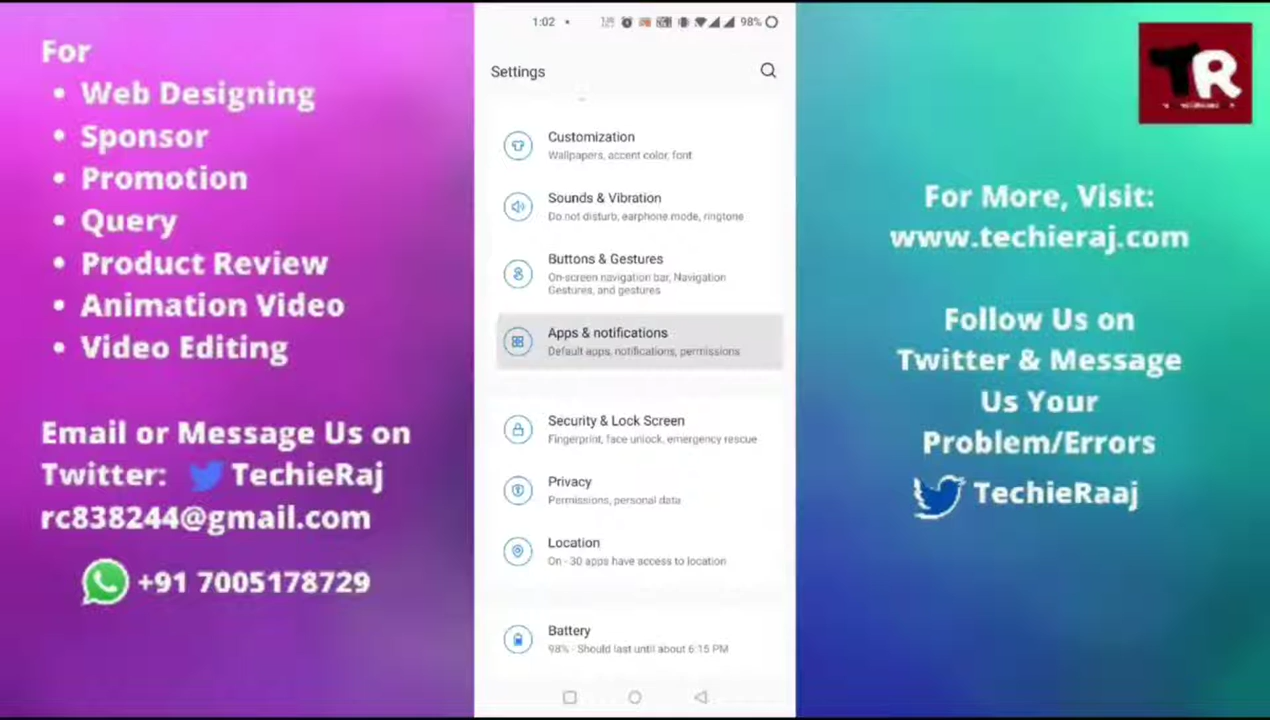 For
• Web Designing
• Sponsor
• Promotion
• Query
• Product Review
• Animation Video
• Video Editing
Email or Message Us on
Twitter: TechieRaj
rc838244@gmail.com
+91 7005178729
1:02
98%
Settings
Customization
Wallpapers, accent color, font
Sounds & Vibration
Do not disturb, earphone mode, ringtone
Buttons & Gestures
On-screen navigation bar, Navigation
Gestures, and gestures
Apps & notifications
Default apps, notifications, permissions
Security & Lock Screen
Fingerprint, face unlock, emergency rescue
Privacy
Permissions, personal data
Location
On - 30 apps have access to location
Battery
98% - Should last until about 6:15 PM
TR
For More, Visit:
www.techieraj.com
Follow Us on
Twitter & Message
Us Your
Problem/Errors
TechieRaaj